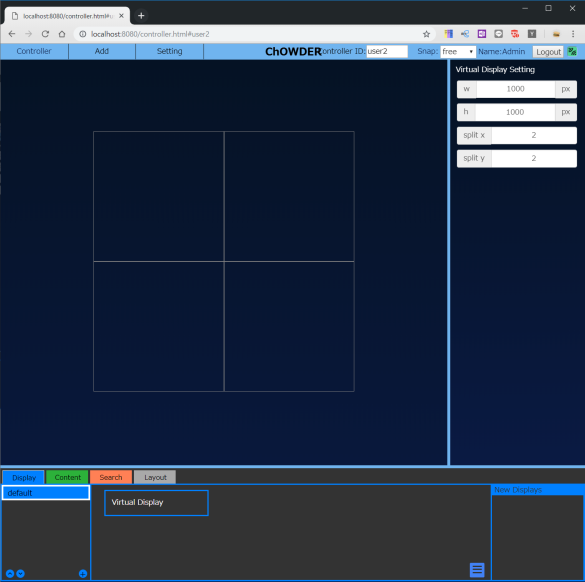 localhost:8080/controller.html#u
localhost:8080/controller.html#user2
Controller
Add
Setting
ChOWDER
ontroller ID:
user2
Snap:
free
Name:Admin
Logout
Virtual Display Setting
w
1000
px
h
1000
px
split x
2
split y
2
Display
Content
Search
Layout
default
Virtual Display
New Displays